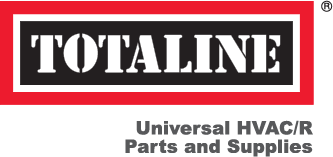 ®
TOTALINE
Universal HVAC/R
Parts and Supplies